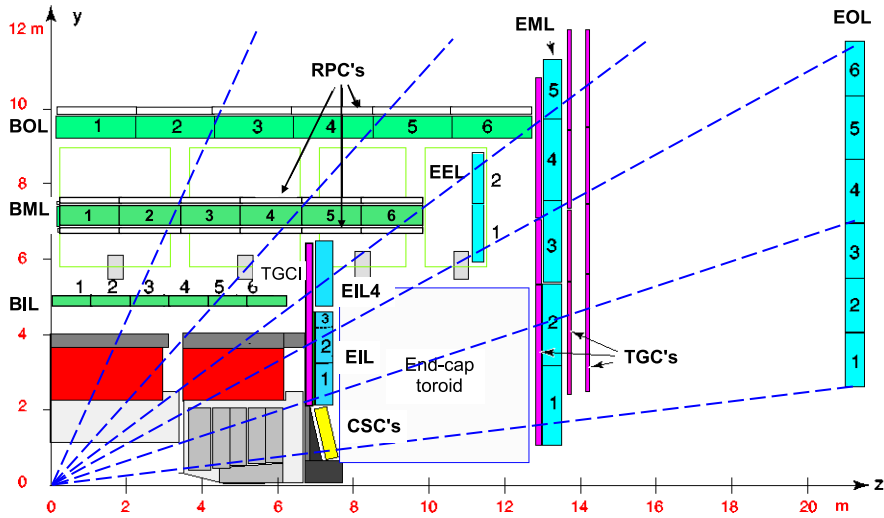 y
EML
EOL
12 m
RPC's
6
5
10
BOL
1 2 3 4 5 6
5
4
EEL
2
8
4
BML
1 2 3 4 5 6
1
3
3
6
TGCI
EIL4
BIL
1 2 3 4 5 6
2
3
4
2
2
EIL
End-cap
toroid
TGC's
1
1
2
CSC's
1
0
z
0 2 4 6 8 10 12 14 16 18 20 m